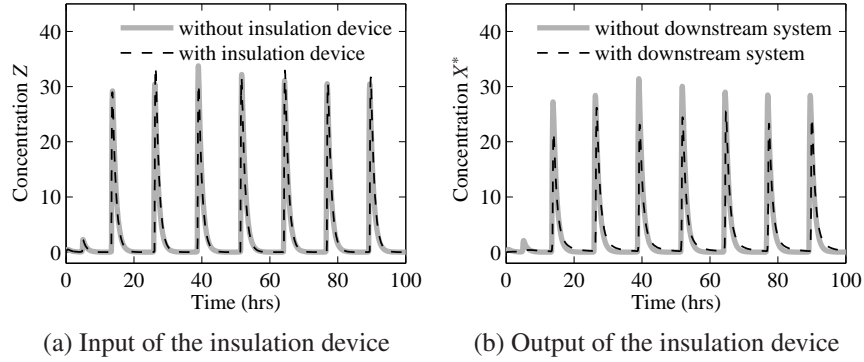 40
30
20
10
0
Concentration Z
without insulation device
with insulation device
0 20 40 60 80 100
Time (hrs)
(a) Input of the insulation device
40
30
20
10
0
Concentration X*
without downstream system
with downstream system
0 20 40 60 80 100
Time (hrs)
(b) Output of the insulation device